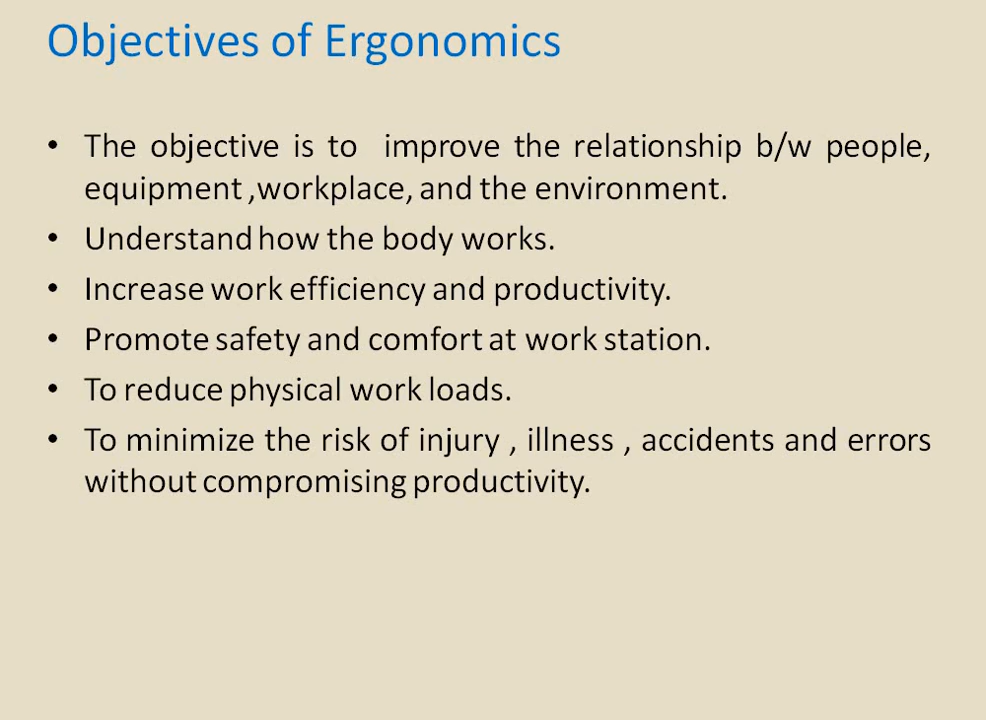 Objectives of Ergonomics
• The objective is to improve the relationship b/w people,
equipment ,workplace, and the environment.
• Understand how the body works.
• Increase work efficiency and productivity.
• Promote safety and comfort at work station.
• To reduce physical work loads.
• To minimize the risk of injury , illness , accidents and errors
without compromising productivity.